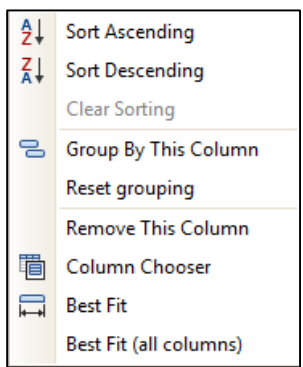 Sort Ascending
Sort Descending
Clear Sorting
Group By This Column
Reset grouping
Remove This Column
Column Chooser
Best Fit
Best Fit (all columns)